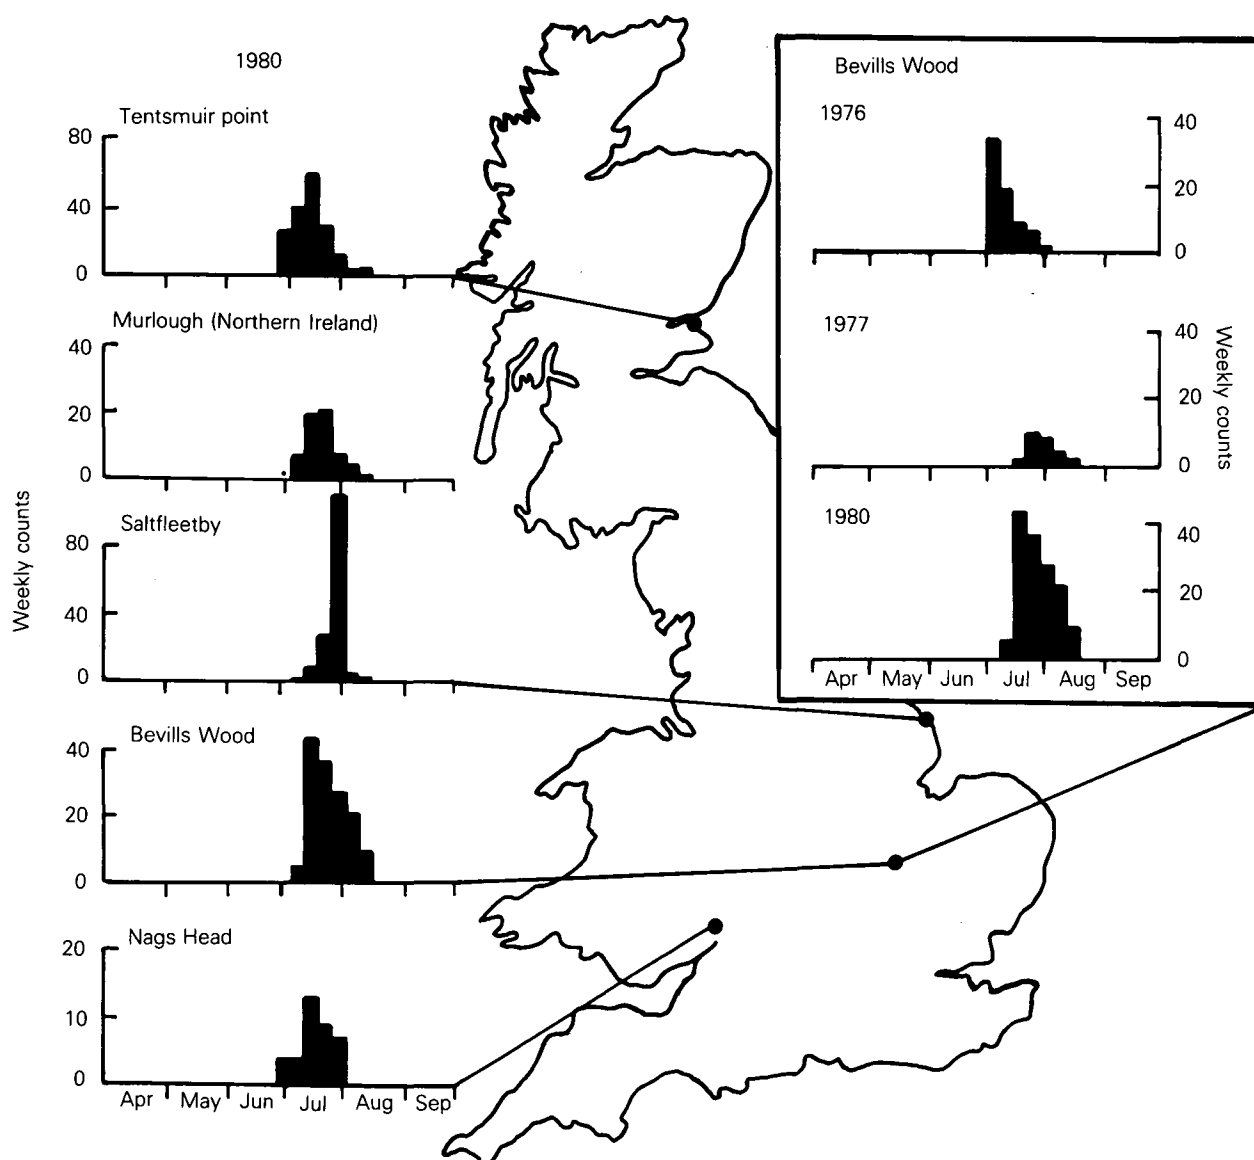 1980
Tentsmuir point
80
40
0
Murlough (Northern Ireland)
40
20
0
Saltfleetby
80
40
0
Weekly counts
Bevills Wood
40
20
0
Nags Head
20
10
0
Apr May Jun Jul Aug Sep
Bevills Wood
1976
40
20
0
1977
40
20
0
Weekly counts
1980
40
20
0
Apr May Jun Jul Aug Sep